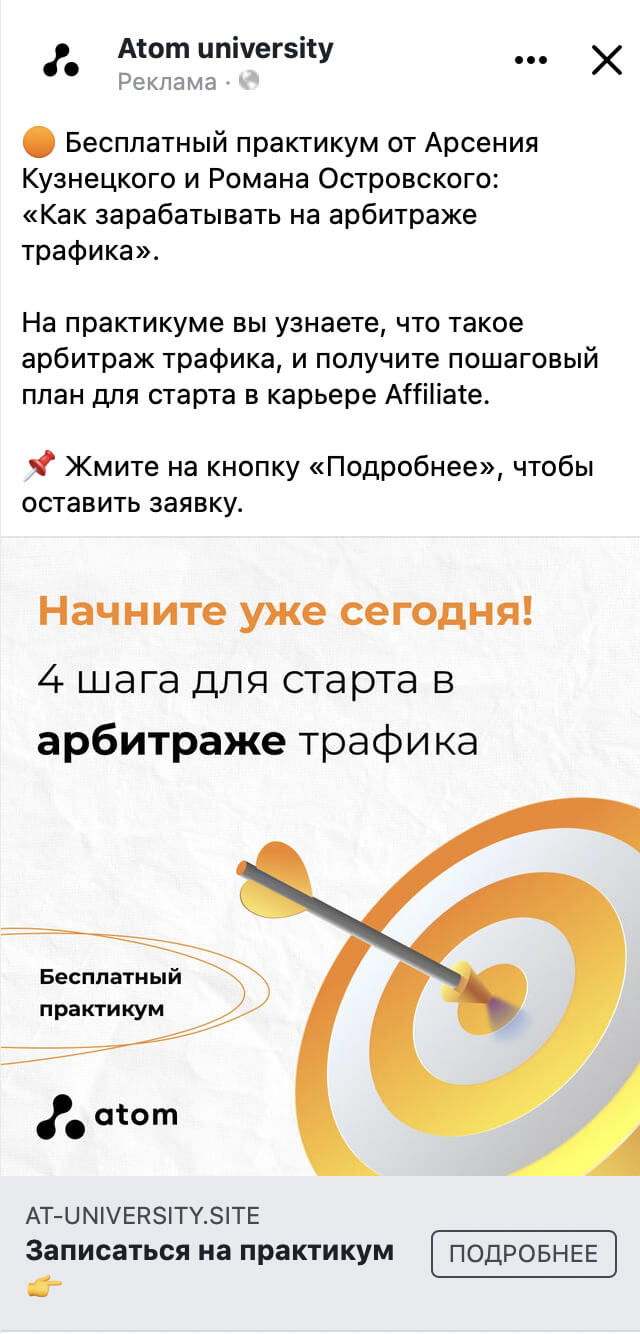 Atom university
Реклама ·
🟠 Бесплатный практикум от Арсения
Кузнецкого и Романа Островского:
«Как зарабатывать на арбитраже
трафика».
На практикуме вы узнаете, что такое
арбитраж трафика, и получите пошаговый
план для старта в карьере Affiliate.
📌 Жмите на кнопку «Подробнее», чтобы
оставить заявку.
Начните уже сегодня!
4 шага для старта в
арбитраже трафика
Бесплатный
практикум
atom
AT-UNIVERSITY.SITE
Записаться на практикум
👉
ПОДРОБНЕЕ